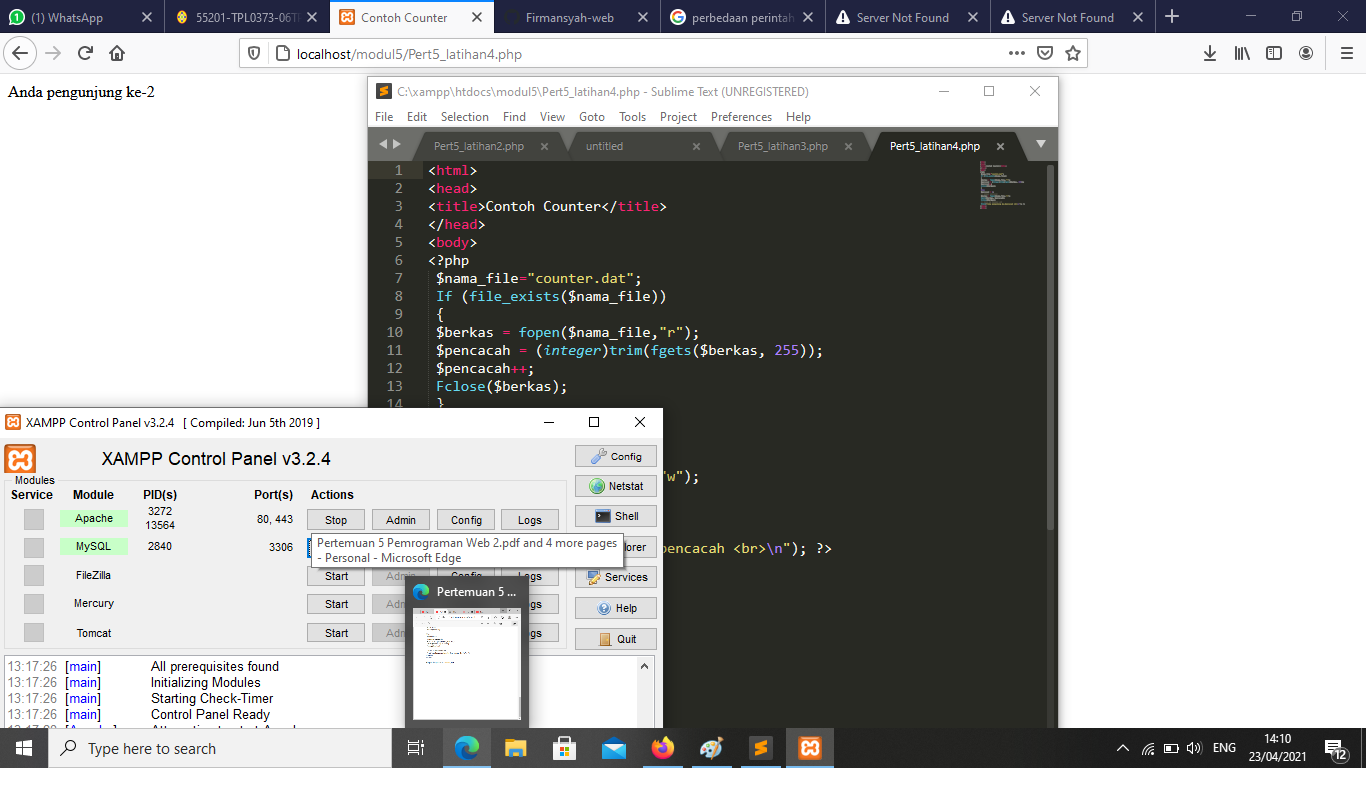 (1) WhatsApp
55201-TPL0373-06TI
Contoh Counter
Firmansyah-web
perbedaan perintah
Server Not Found
Server Not Found
localhost/modul5/Pert5_latihan4.php
Anda pengunjung ke-2
C:\xampp\htdocs\modul5\Pert5_latihan4.php - Sublime Text (UNREGISTERED)
File Edit Selection Find View Goto Tools Project Preferences Help
Pert5_latihan2.php
untitled
Pert5_latihan3.php
Pert5_latihan4.php
1 <html>
2 <head>
3 <title>Contoh Counter</title>
4 </head>
5 <body>
6 <?php
7 $nama_file="counter.dat";
8 If (file_exists($nama_file))
9 {
10 $berkas = fopen($nama_file,"r");
11 $pencacah = (integer)trim(fgets($berkas, 255));
12 $pencacah++;
13 Fclose($berkas);
14 }
w");
pencacah <br>\n"); ?>
XAMPP Control Panel v3.2.4 [ Compiled: Jun 5th 2019 ]
XAMPP Control Panel v3.2.4
Modules
Service Module PID(s) Port(s) Actions
Apache 3272 13564 80, 443 Stop Admin Config Logs
MySQL 2840 3306
FileZilla Start Admin Config Logs
Mercury Start Adm gs
Tomcat Start Adm gs
Config
Netstat
Shell
lorer
Services
Help
Quit
Pertemuan 5 Pemrograman Web 2.pdf and 4 more pages
- Personal - Microsoft Edge
Pertemuan 5 ...
13:17:26 [main] All prerequisites found
13:17:26 [main] Initializing Modules
13:17:26 [main] Starting Check-Timer
13:17:26 [main] Control Panel Ready
Type here to search
ENG
14:10
23/04/2021
12